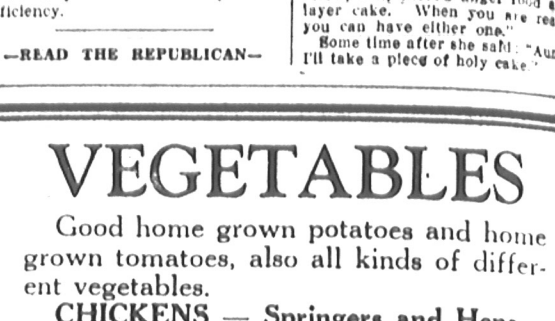 ficiency.
—READ THE REPUBLICAN—
layer cake. When you are
you can have either one."
Some time after she said: "Aun
I'll take a piece of holy cake."
VEGETABLES
Good home grown potatoes and home
grown tomatoes, also all kinds of differ-
ent vegetables.
CHICKENS — Springers and Hens